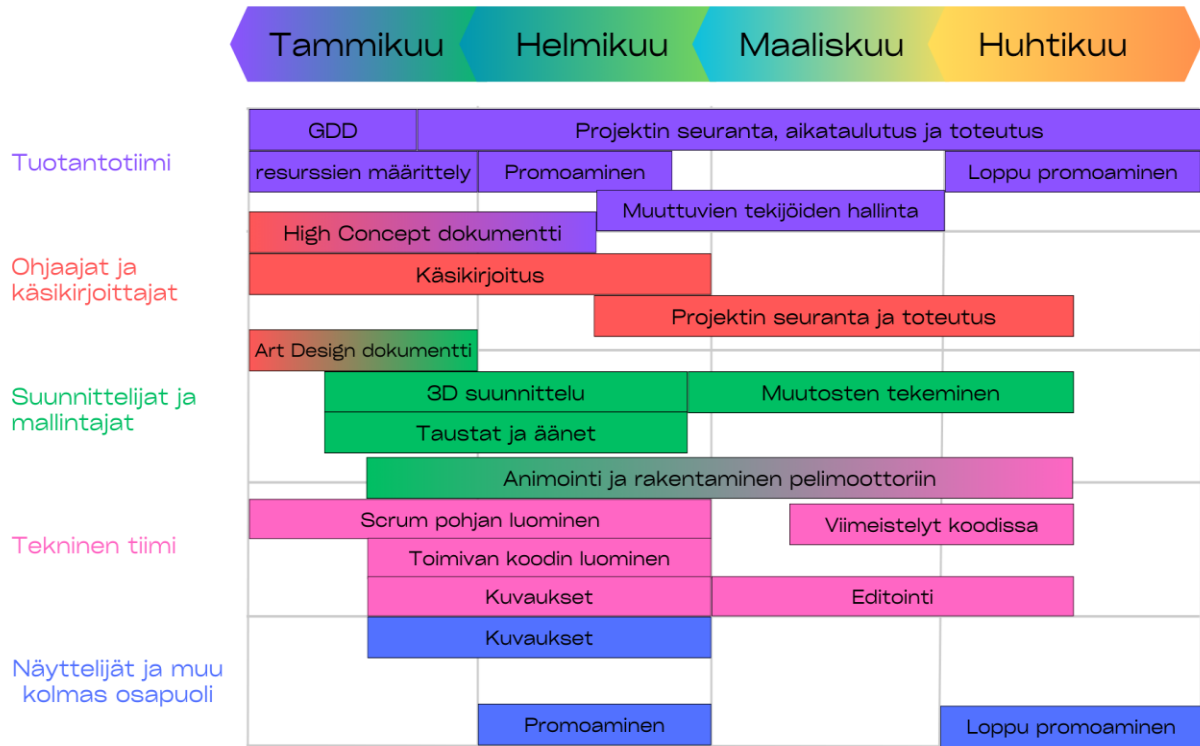 Tammikuu Helmikuu Maaliskuu Huhtikuu
GDD Projektin seuranta, aikataulutus ja toteutus
Tuotantotiimi
resurssien määrittely Promoaminen Loppu promoaminen
Muuttuvien tekijöiden hallinta
High Concept dokumentti
Ohjaajat ja
käsikirjoittajat
Käsikirjoitus
Projektin seuranta ja toteutus
Art Design dokumentti
Suunnittelijat ja
mallintajat
3D suunnittelu Muutosten tekeminen
Taustat ja äänet
Animointi ja rakentaminen pelimoottoriin
Scrum pohjan luominen Viimeistelyt koodissa
Tekninen tiimi
Toimivan koodin luominen
Kuvaukset Editointi
Kuvaukset
Näyttelijät ja muu
kolmas osapuoli
Promoaminen Loppu promoaminen